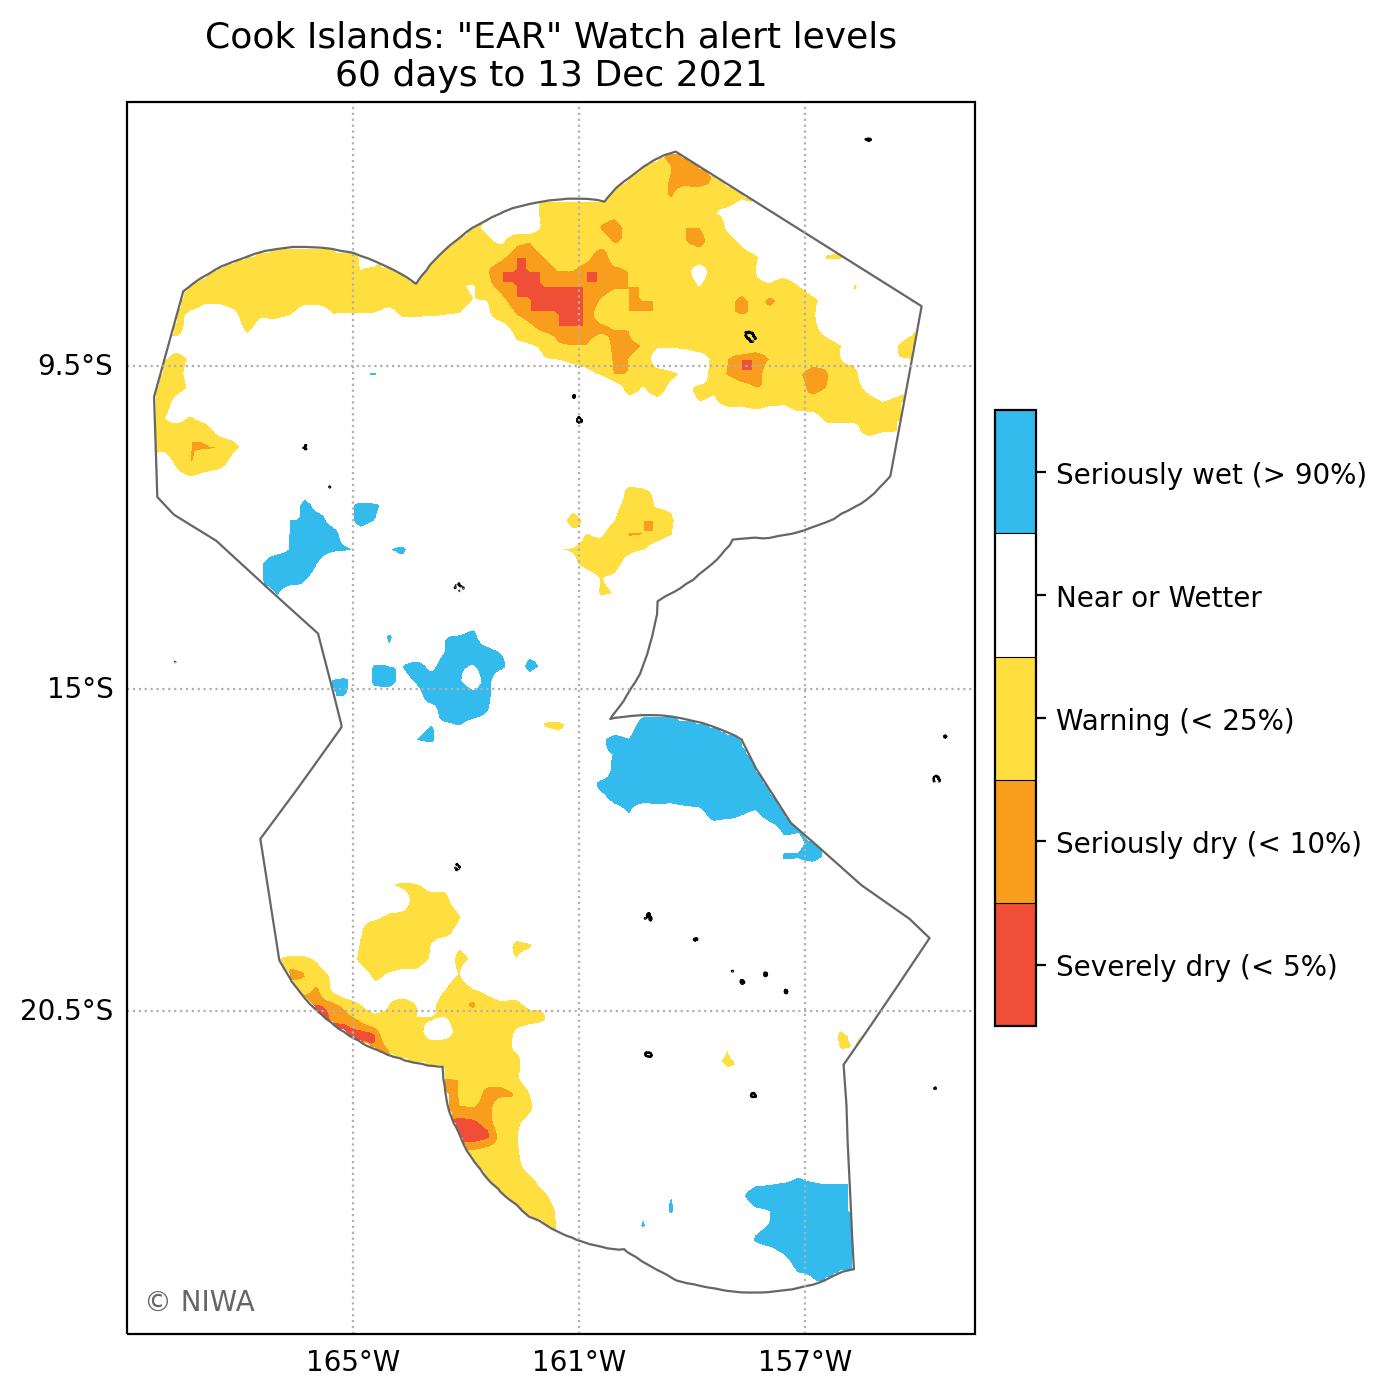 Cook Islands: "EAR" Watch alert levels
60 days to 13 Dec 2021
9.5°S
15°S
20.5°S
165°W
161°W
157°W
Seriously wet (> 90%)
Near or Wetter
Warning (< 25%)
Seriously dry (< 10%)
Severely dry (< 5%)
© NIWA